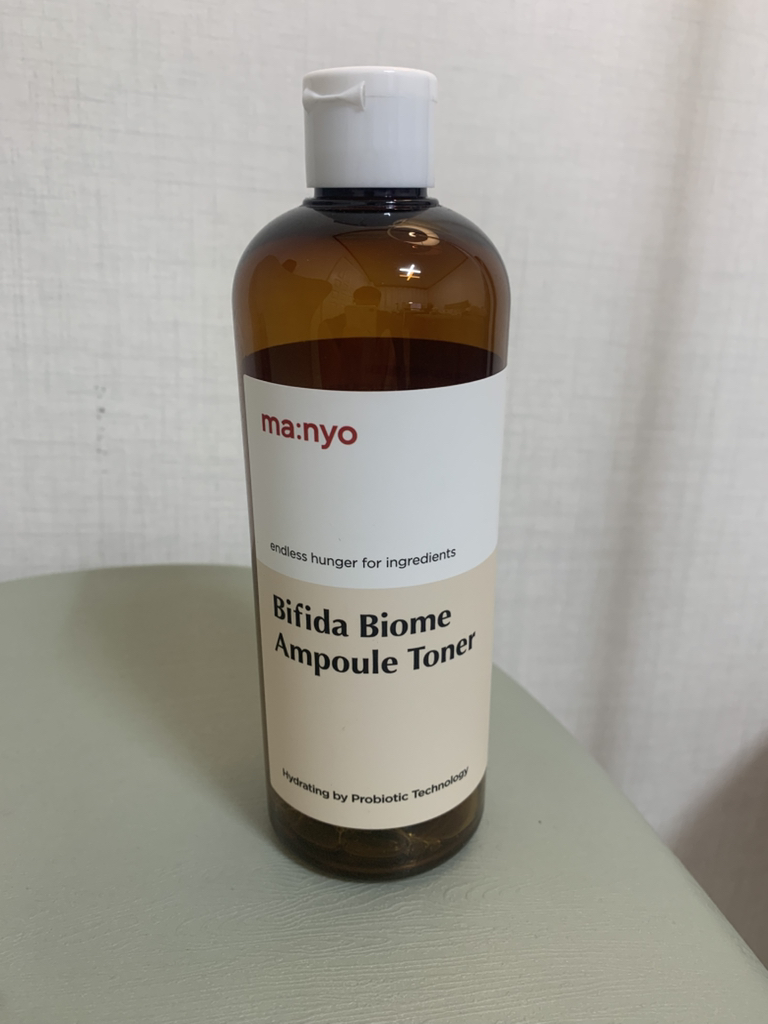 ma:nyo
endless hunger for ingredients
Bifida Biome
Ampoule Toner
Hydrating by Probiotic Technology